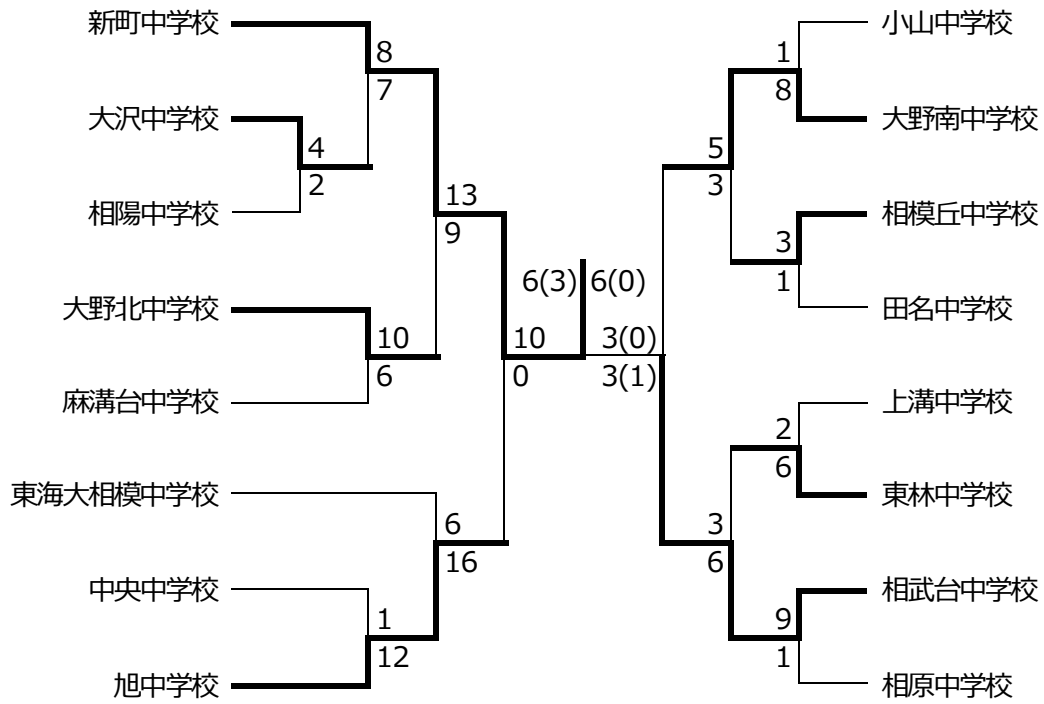 新町中学校
大沢中学校
相陽中学校
大野北中学校
麻溝台中学校
東海大相模中学校
中央中学校
旭中学校
8
7
4
2
13
9
10
6
6
16
1
12
10
0
6(3)
6(0)
3(0)
3(1)
5
3
3
6
1
8
3
1
2
6
9
1
小山中学校
大野南中学校
相模丘中学校
田名中学校
上溝中学校
東林中学校
相武台中学校
相原中学校